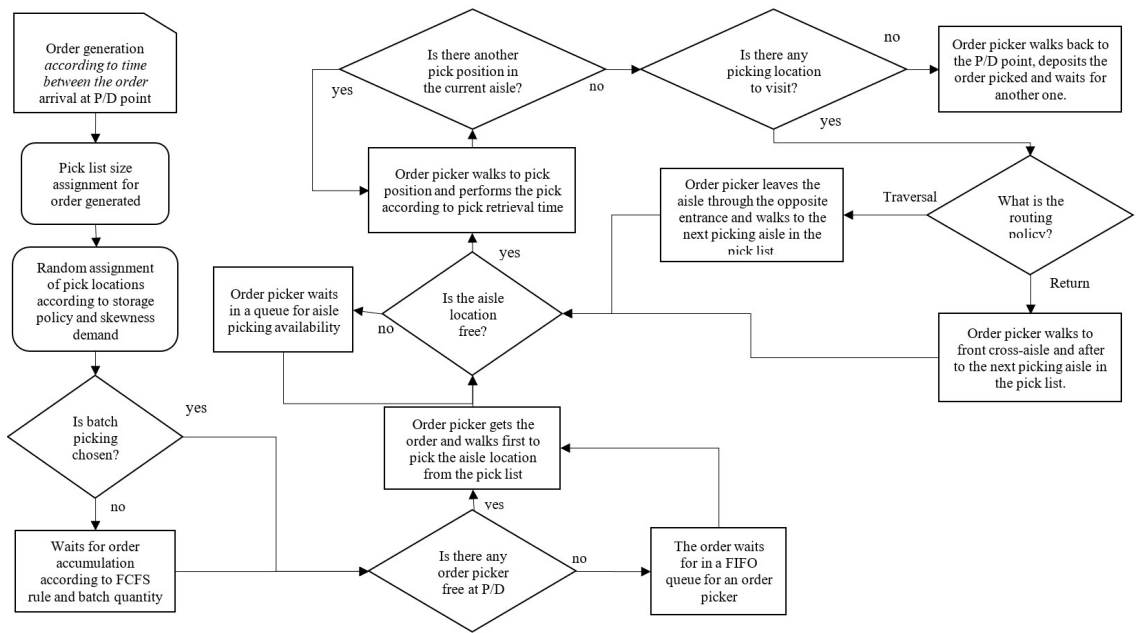 Order generation
according to time
between the order
arrival at P/D point
Pick list size
assignment for
order generated
Random assignment
of pick locations
according to storage
policy and skewness
demand
Is batch
picking
chosen?
yes
no
Waits for order
accumulation
according to FCFS
rule and batch quantity
Is there any
order picker
free at P/D
yes
no
The order waits
for in a FIFO
queue for an order
picker
Order picker gets the
order and walks first to
pick the aisle location
from the pick list
Is the aisle
location
free?
no
yes
Order picker waits
in a queue for aisle
picking availability
Order picker walks to pick
position and performs the pick
according to pick retrieval time
Is there another
pick position in
the current aisle?
yes
no
Is there any
picking location
to visit?
no
yes
Order picker walks back to
the P/D point, deposits the
order picked and waits for
another one.
What is the
routing
policy?
Traversal
Return
Order picker leaves the
aisle through the opposite
entrance and walks to the
next picking aisle in the
pick list
Order picker walks to
front cross-aisle and after
to the next picking aisle in
the pick list.